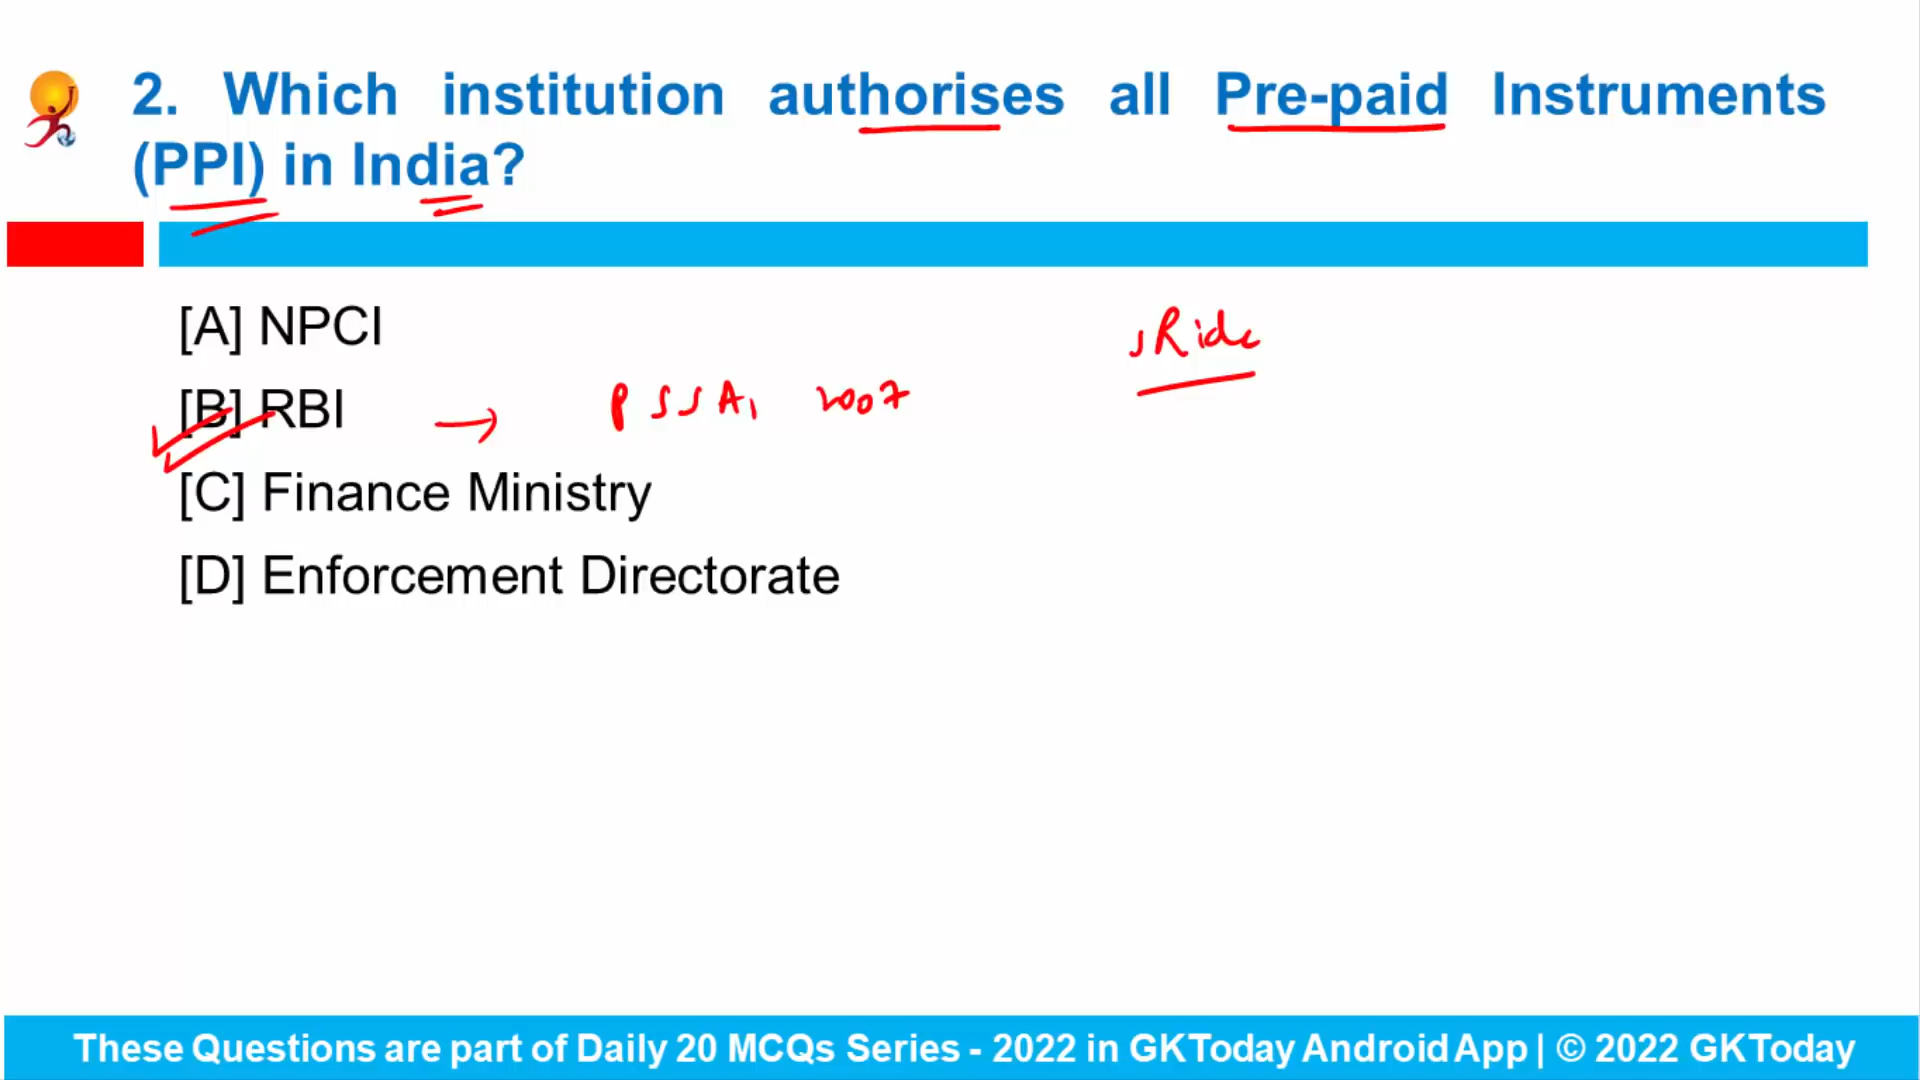 2. Which institution authorises all Pre-paid Instruments
(PPI) in India?
[A] NPCI
sRide
[B] RBI → PSSA, 2007
[C] Finance Ministry
[D] Enforcement Directorate
These Questions are part of Daily 20 MCQs Series - 2022 in GKToday Android App | © 2022 GKToday